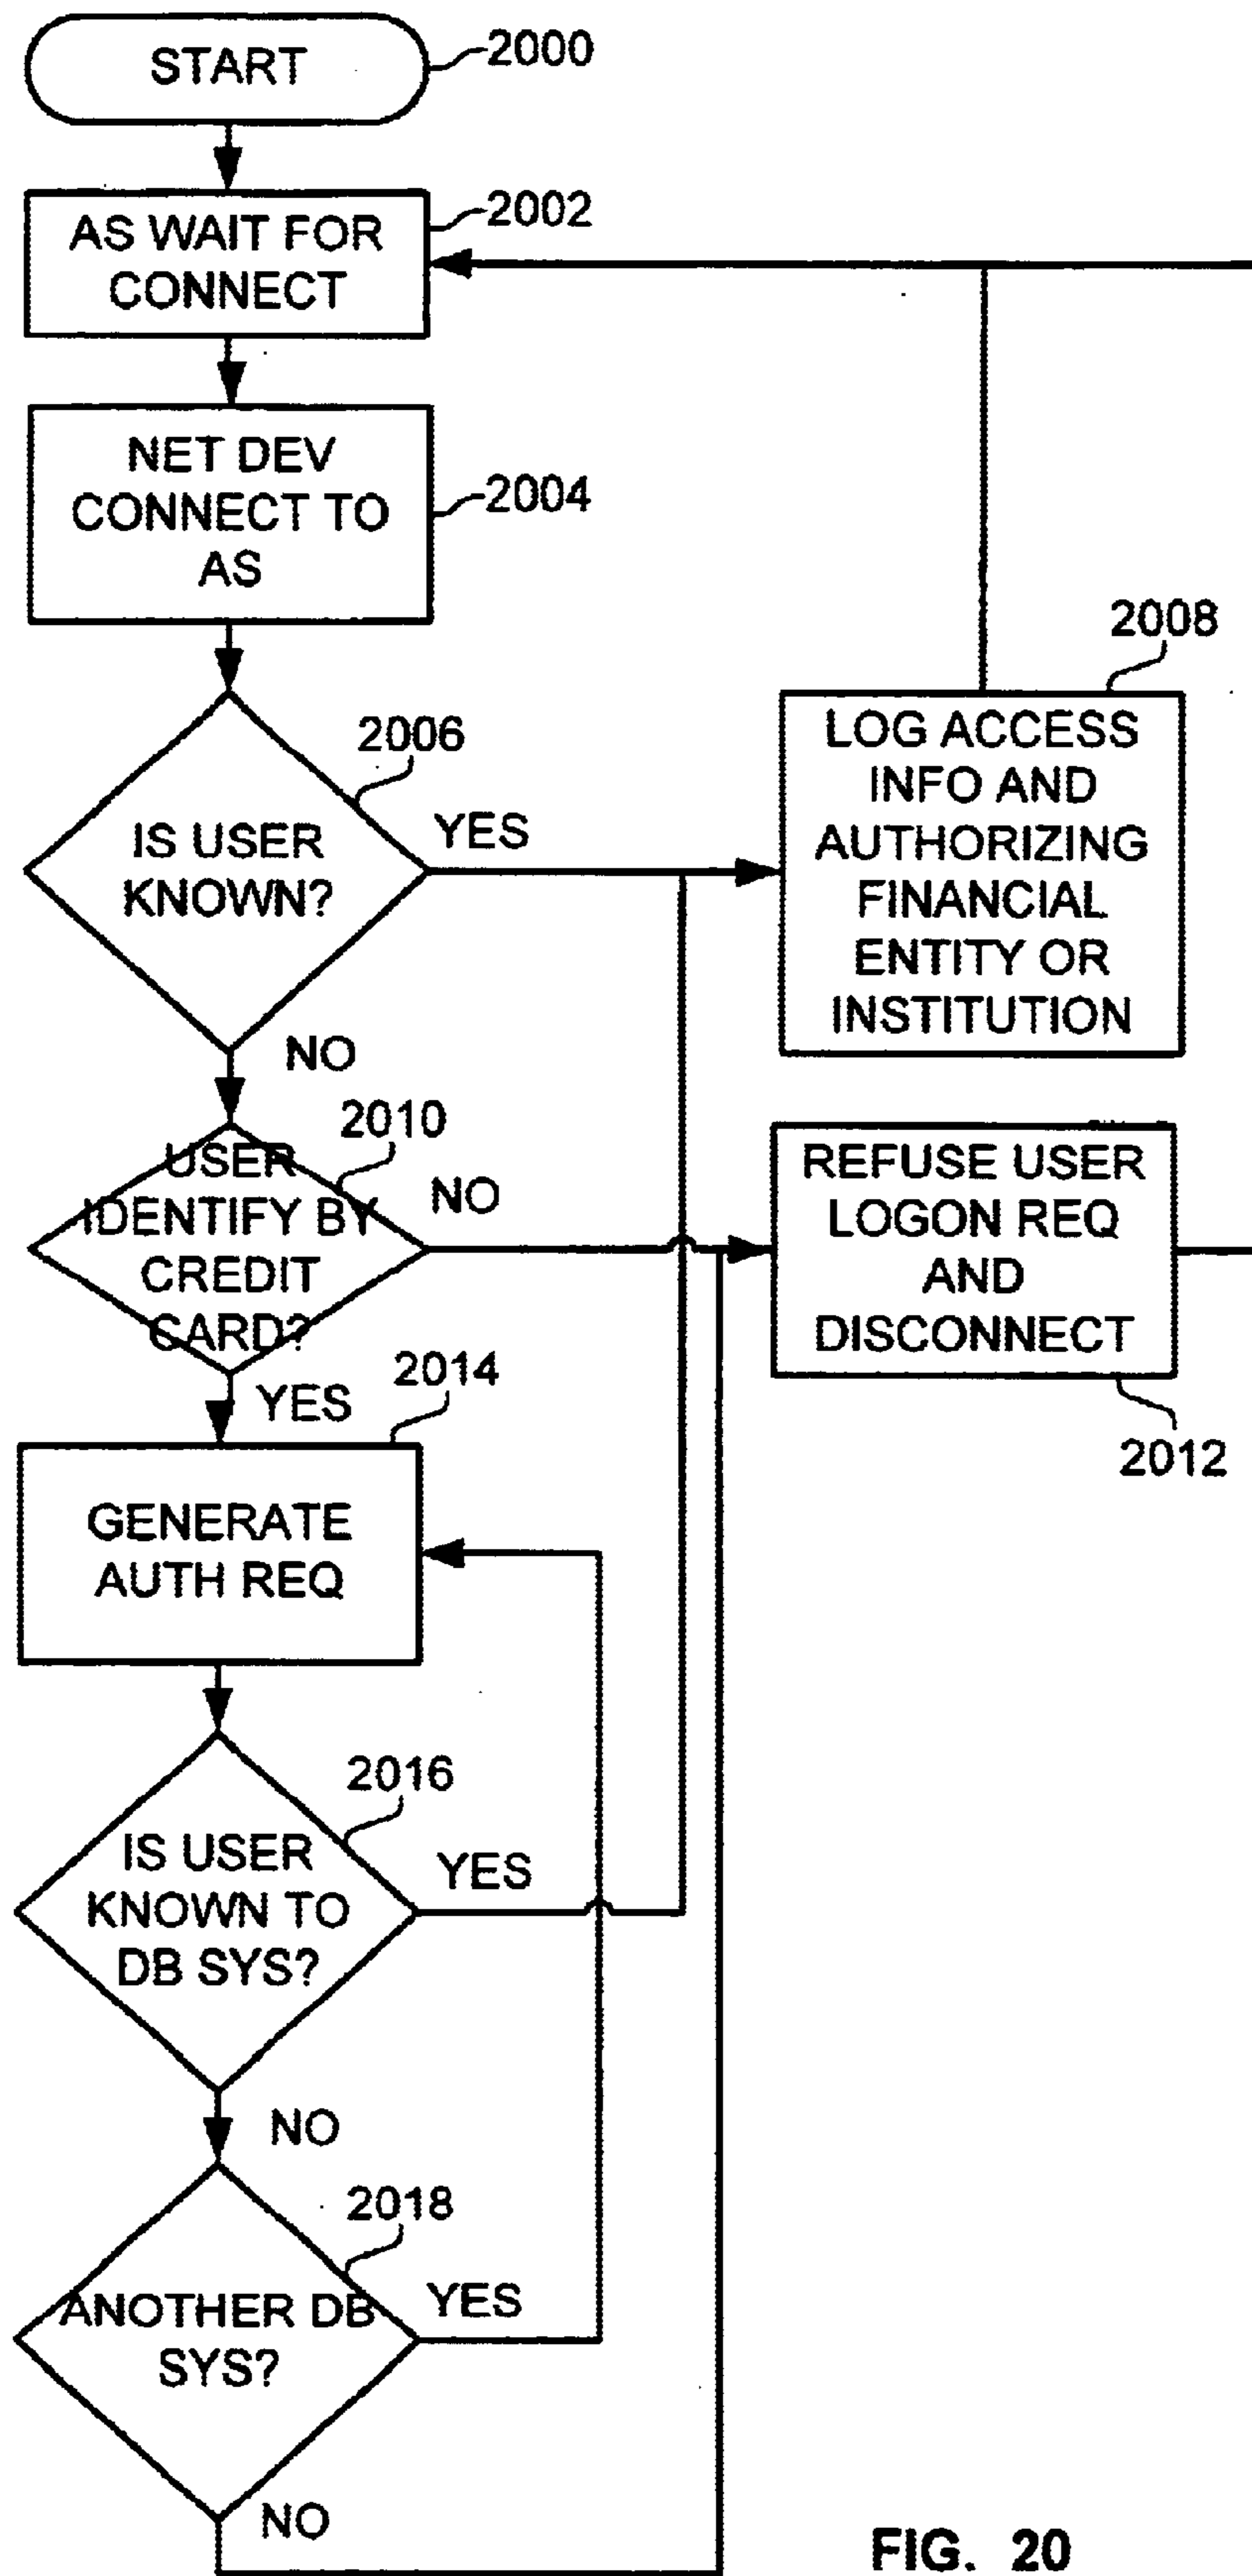 START
2000
AS WAIT FOR
CONNECT
2002
NET DEV
CONNECT TO
AS
2004
2006
IS USER
KNOWN?
YES
NO
2008
LOG ACCESS
INFO AND
AUTHORIZING
FINANCIAL
ENTITY OR
INSTITUTION
2010
USER
IDENTIFY BY
CREDIT
CARD?
NO
YES
REFUSE USER
LOGON REQ
AND
DISCONNECT
2012
2014
GENERATE
AUTH REQ
2016
IS USER
KNOWN TO
DB SYS?
YES
NO
2018
ANOTHER DB
SYS?
YES
NO
FIG. 20